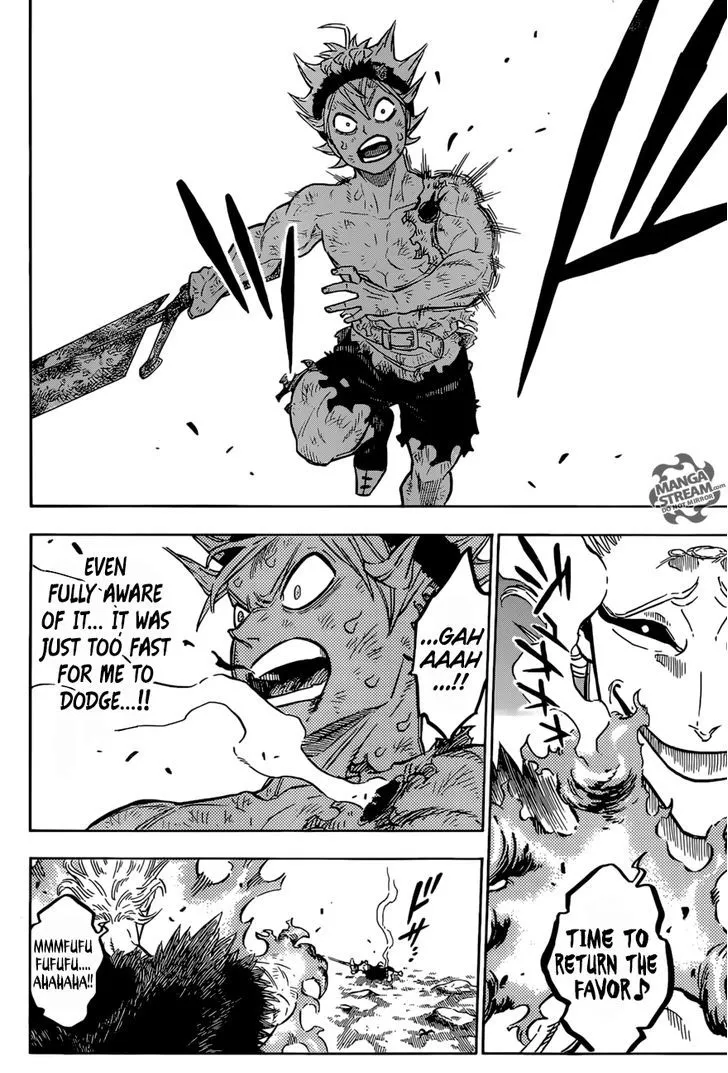 MANGA
STREAM.com
DO NOT MIRROR
...GAH
AAAH
...!!
EVEN
FULLY AWARE
OF IT... IT WAS
JUST TOO FAST
FOR ME TO
DODGE...!!
TIME TO
RETURN THE
FAVOR♪
MMMFUFU
FUFUFU....
AHAHAHA!!